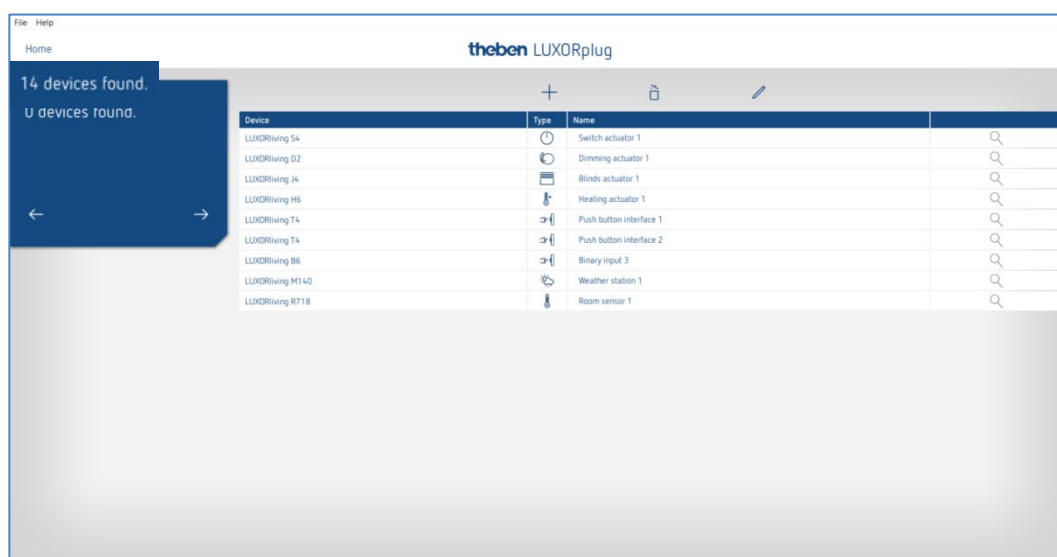 File Help
Home
theben LUXORplug
14 devices found.
0 devices found.
Device Type Name
LUXORliving S4 Switch actuator 1
LUXORliving D2 Dimming actuator 1
LUXORliving J4 Blinds actuator 1
LUXORliving H6 Heating actuator 1
LUXORliving T4 Push button interface 1
LUXORliving T4 Push button interface 2
LUXORliving B6 Binary input 3
LUXORliving M140 Weather station 1
LUXORliving R718 Room sensor 1